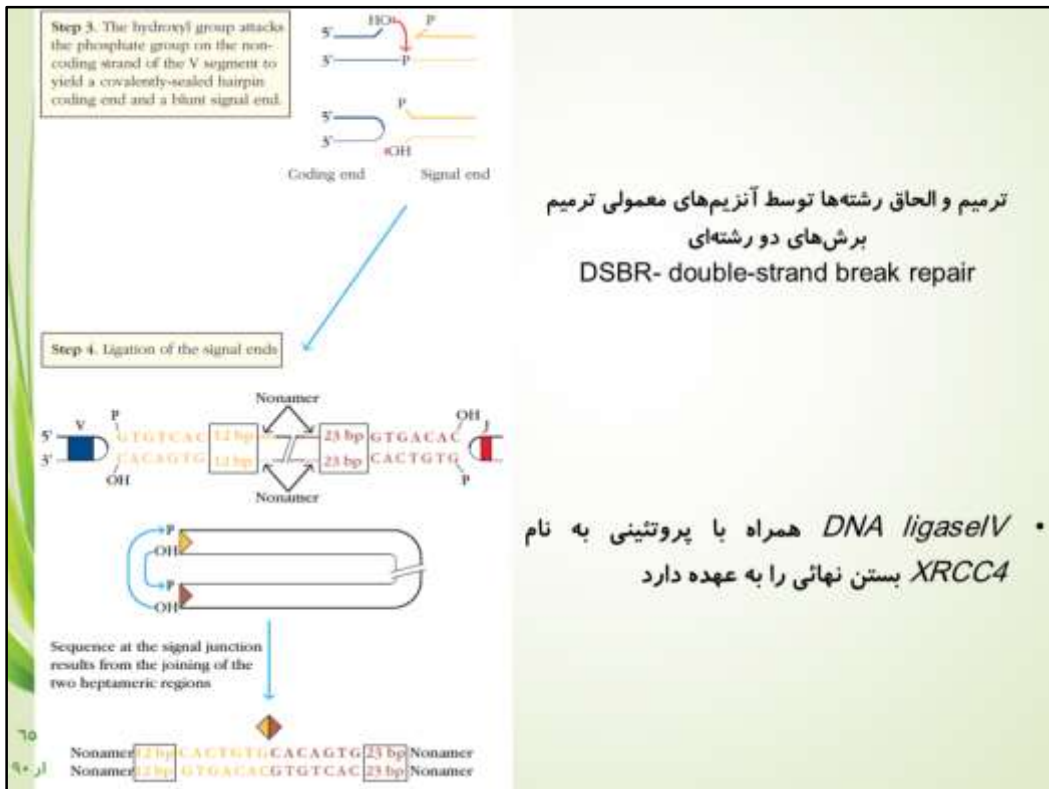 Step 3. The hydroxyl group attacks
the phosphate group on the non-
coding strand of the V segment to
yield a covalently-sealed hairpin
coding end and a blunt signal end.
HO P
5′
3′ P
P
5′
3′
OH
Coding end Signal end
ترمیم و الحاق رشته‌ها توسط آنزیم‌های معمولی ترمیم
برش‌های دو رشته‌ای
DSBR- double-strand break repair
Step 4. Ligation of the signal ends
Nonamer
V P OH J
5′ GTGTCAC 12 bp 23 bp GTGACAC
3′ CACAGTG 12 bp 23 bp CACTGTG
OH P
Nonamer
P
OH
P
OH
• DNA ligaseIV همراه با پروتئینی به نام
XRCC4 بستن نهائی را به عهده دارد
Sequence at the signal junction
results from the joining of the
two heptameric regions
Nonamer 12 bp CACTGTGCACAGTG 23 bp Nonamer
Nonamer 12 bp GTGACACGTGTCAC 23 bp Nonamer
۶۵
از ۹۰